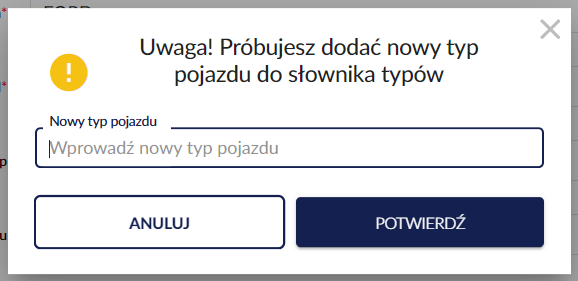 Uwaga! Próbujesz dodać nowy typ
pojazdu do słownika typów
Nowy typ pojazdu
Wprowadź nowy typ pojazdu
ANULUJ
POTWIERDŹ